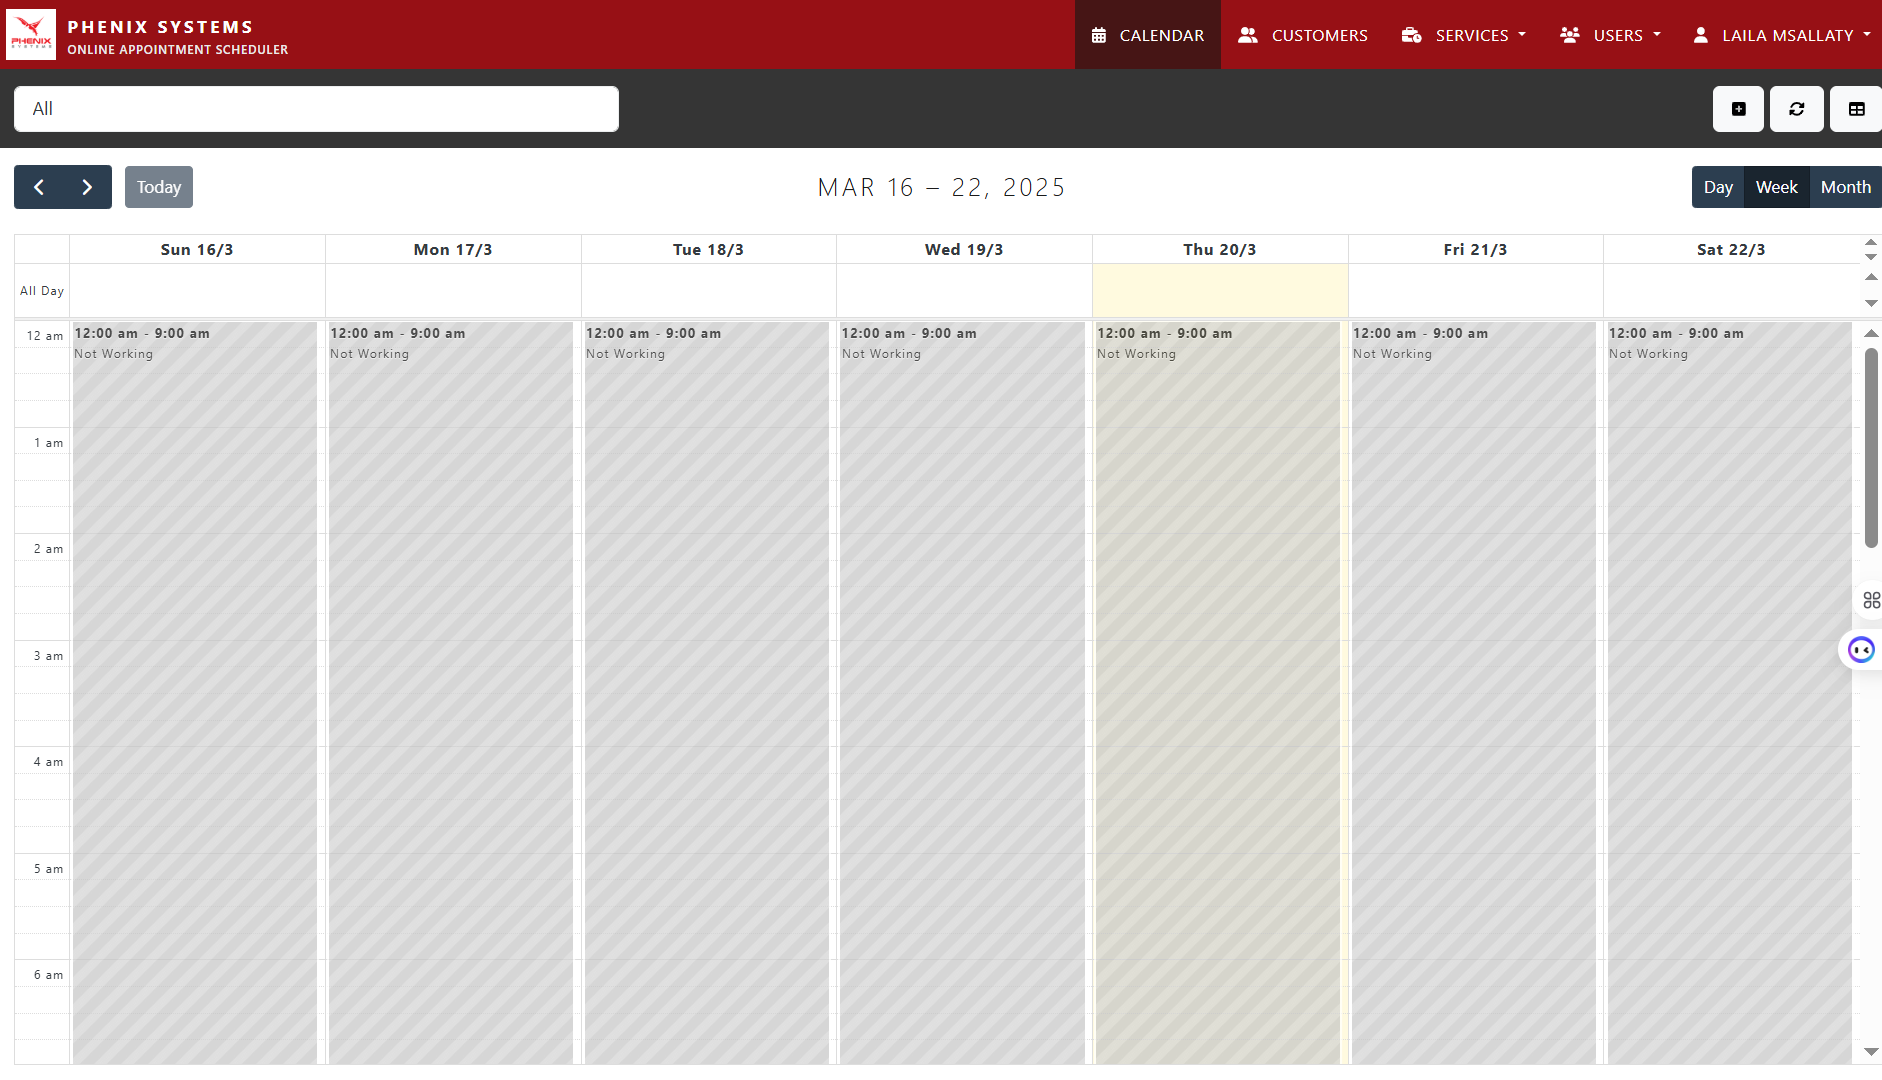 PHENIX
SYSTEMS
PHENIX SYSTEMS
ONLINE APPOINTMENT SCHEDULER
CALENDAR
CUSTOMERS
SERVICES
USERS
LAILA MSALLATY
All
Today
MAR 16 – 22, 2025
Day
Week
Month
Sun 16/3
Mon 17/3
Tue 18/3
Wed 19/3
Thu 20/3
Fri 21/3
Sat 22/3
All Day
12 am
12:00 am - 9:00 am
Not Working
12:00 am - 9:00 am
Not Working
12:00 am - 9:00 am
Not Working
12:00 am - 9:00 am
Not Working
12:00 am - 9:00 am
Not Working
12:00 am - 9:00 am
Not Working
12:00 am - 9:00 am
Not Working
1 am
2 am
3 am
4 am
5 am
6 am